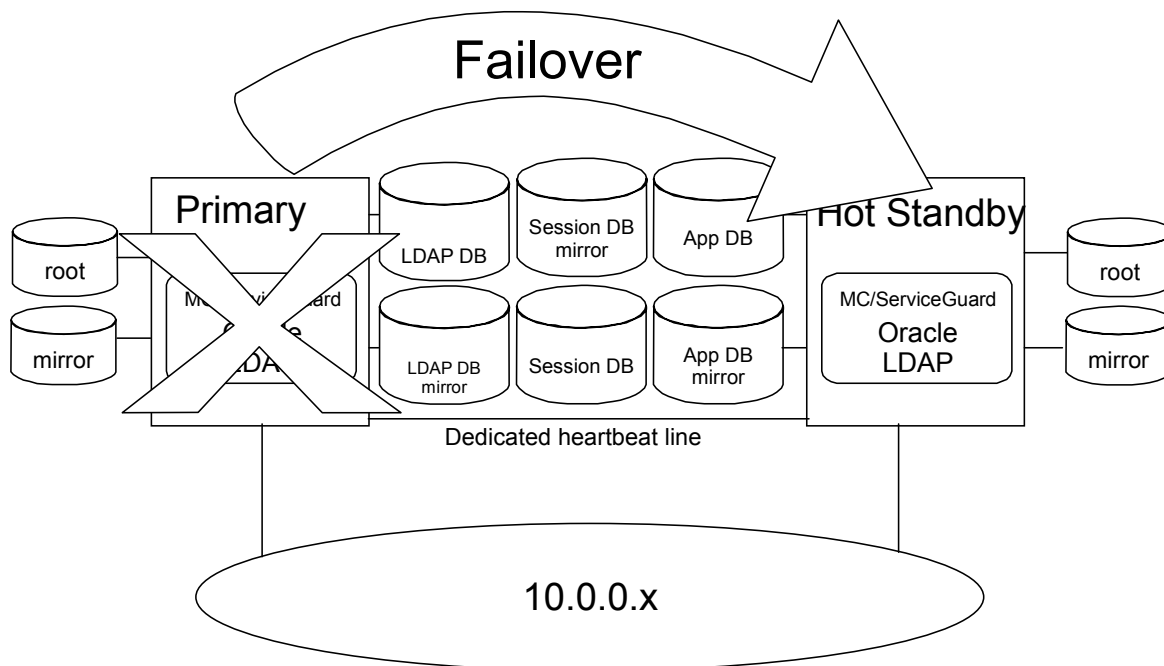 Failover
Primary
Hot Standby
root
mirror
LDAP DB
Session DB
mirror
App DB
LDAP DB
mirror
Session DB
App DB
mirror
MC/ServiceGuard
Oracle
LDAP
root
mirror
Dedicated heartbeat line
10.0.0.x